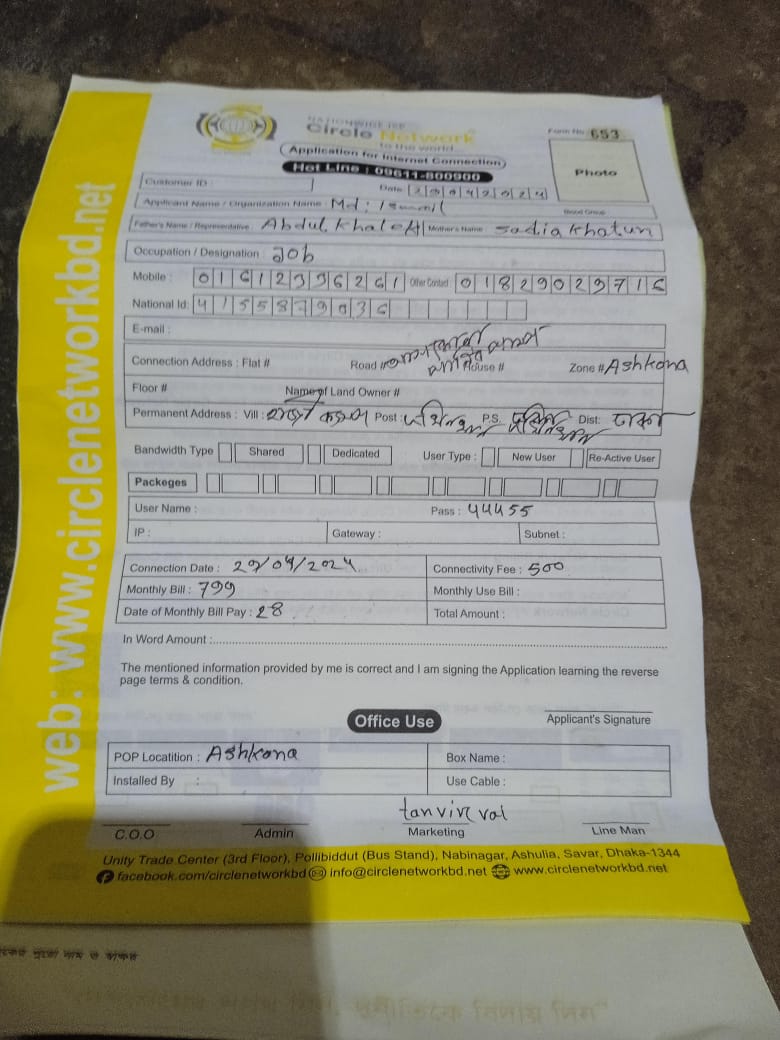 web: www.circlenetworkbd.net
NATIONWIDE ISP
Circle Network
to the world...
Form No. 653
Application for Internet Connection
Hot Line : 09611-800900
Photo
Customer ID :
Date 29042024
Applicant Name / Organization Name : Md: Ismail
Blood Group
Father's Name / Representative : Abdul khalek Mother's Name : Sadia khatun
Occupation / Designation : Job
Mobile : 01612396261 Other Contact 01829029716
National Id: 4155879036
E-mail :
Connection Address : Flat # Road # House # Zone # Ashkona
Floor # Name of Land Owner #
Permanent Address : Vill : Post : P.S. Dist: ঢাকা
Bandwidth Type Shared Dedicated User Type : New User Re-Active User
Packeges
User Name : Pass : 44455
IP : Gateway : Subnet :
Connection Date : 29/04/2024 Connectivity Fee : 500
Monthly Bill : 799 Monthly Use Bill :
Date of Monthly Bill Pay : 28 Total Amount :
In Word Amount :
The mentioned information provided by me is correct and I am signing the Application learning the reverse
page terms & condition.
Office Use
Applicant's Signature
POP Locatition : Ashkona Box Name :
Installed By : Use Cable :
tanvir vai
C.O.O Admin Marketing Line Man
Unity Trade Center (3rd Floor), Pollibiddut (Bus Stand), Nabinagar, Ashulia, Savar, Dhaka-1344
facebook.com/circlenetworkbd info@circlenetworkbd.net www.circlenetworkbd.net
নাম ও স্বাক্ষর